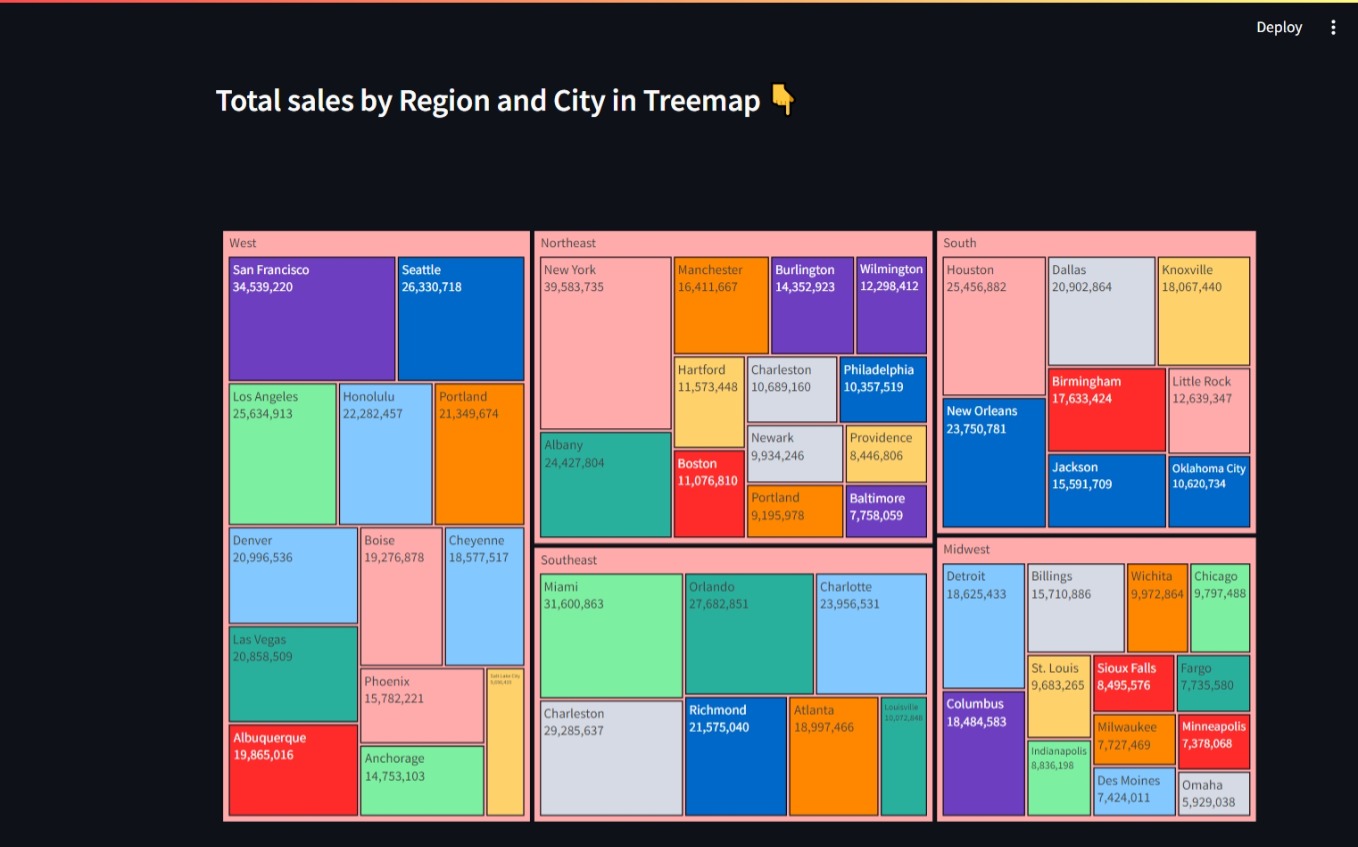 Deploy
Total sales by Region and City in Treemap 👇
West
San Francisco
34,539,220
Seattle
26,330,718
Los Angeles
25,634,913
Honolulu
22,282,457
Portland
21,349,674
Denver
20,996,536
Boise
19,276,878
Cheyenne
18,577,517
Las Vegas
20,858,509
Phoenix
15,782,221
Salt Lake City
Albuquerque
19,865,016
Anchorage
14,753,103
Northeast
New York
39,583,735
Manchester
16,411,667
Burlington
14,352,923
Wilmington
12,298,412
Hartford
11,573,448
Charleston
10,689,160
Philadelphia
10,357,519
Albany
24,427,804
Newark
9,934,246
Providence
8,446,806
Boston
11,076,810
Portland
9,195,978
Baltimore
7,758,059
Southeast
Miami
31,600,863
Orlando
27,682,851
Charlotte
23,956,531
Charleston
29,285,637
Richmond
21,575,040
Atlanta
18,997,466
Louisville
South
Houston
25,456,882
Dallas
20,902,864
Knoxville
18,067,440
Birmingham
17,633,424
Little Rock
12,639,347
New Orleans
23,750,781
Jackson
15,591,709
Oklahoma City
10,620,734
Midwest
Detroit
18,625,433
Billings
15,710,886
Wichita
9,972,864
Chicago
9,797,488
St. Louis
9,683,265
Sioux Falls
8,495,576
Fargo
7,735,580
Columbus
18,484,583
Milwaukee
7,727,469
Minneapolis
7,378,068
Indianapolis
8,836,198
Des Moines
7,424,011
Omaha
5,929,038